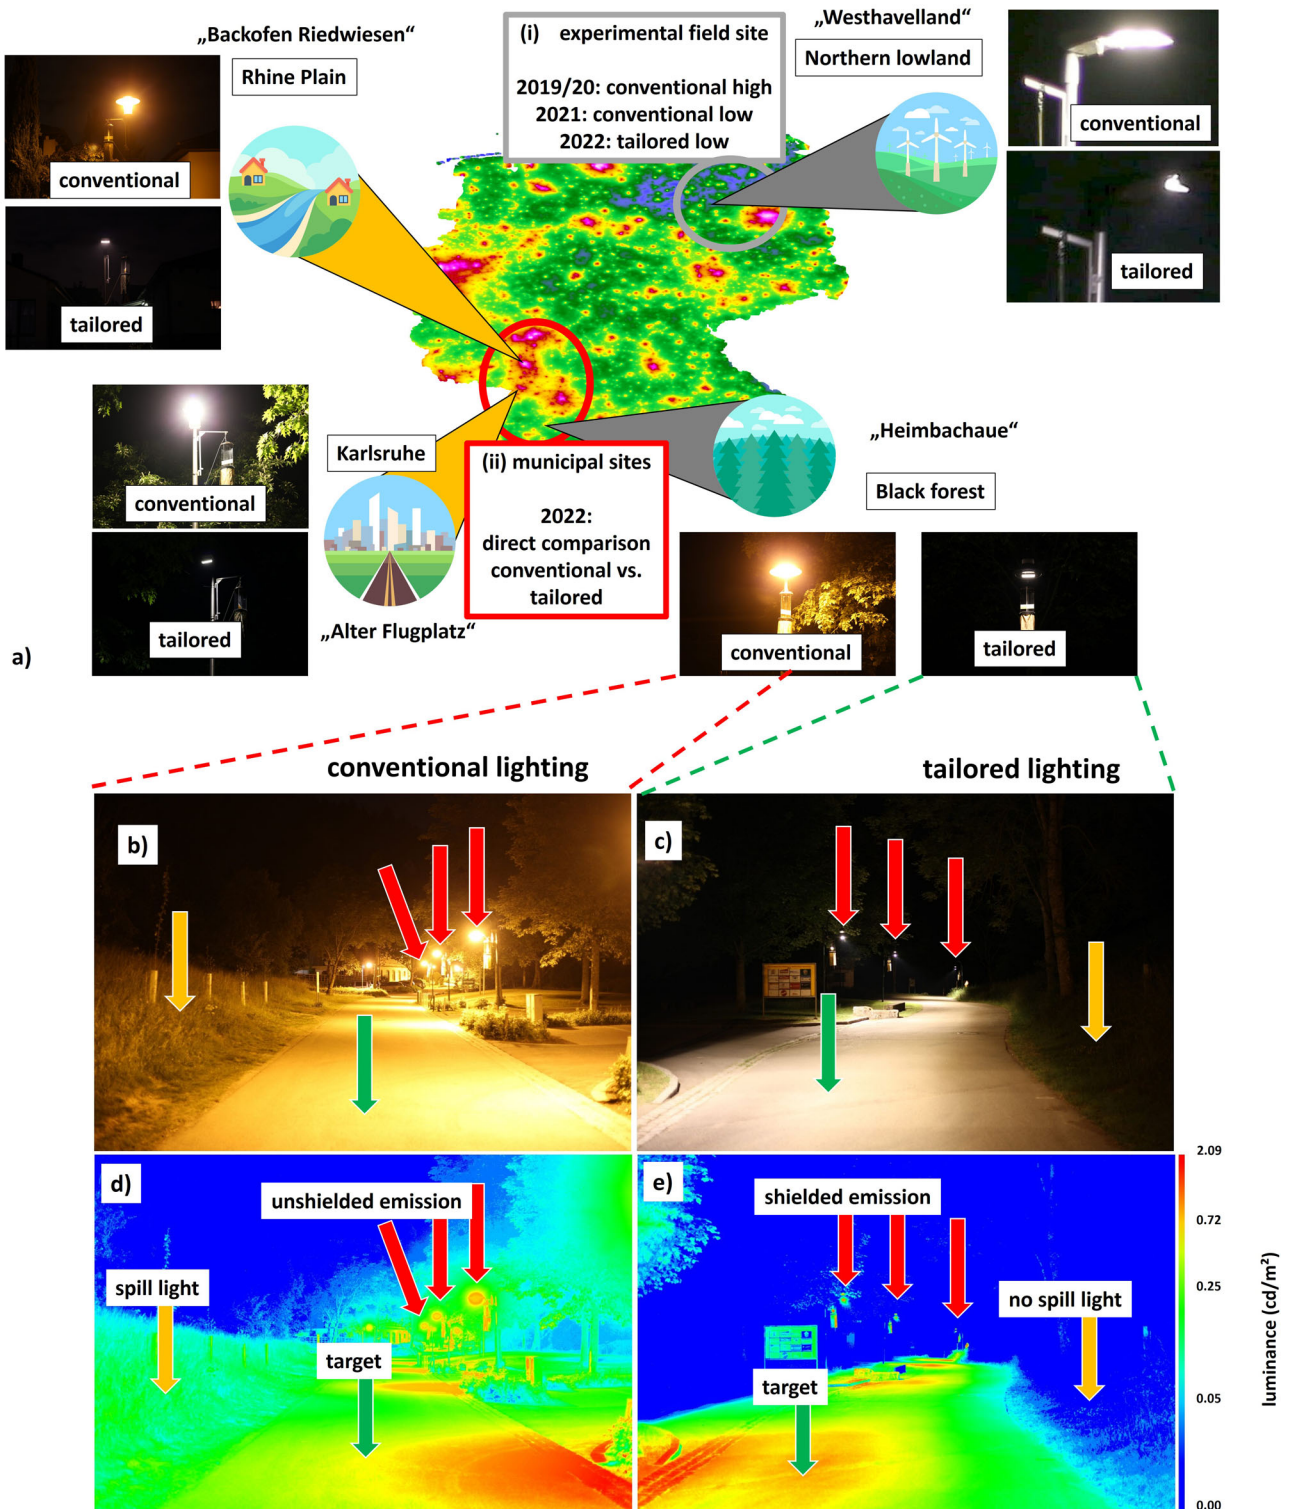 „Backofen Riedwiesen“
Rhine Plain
conventional
tailored
(i) experimental field site
2019/20: conventional high
2021: conventional low
2022: tailored low
„Westhavelland“
Northern lowland
conventional
tailored
conventional
tailored
Karlsruhe
„Alter Flugplatz“
(ii) municipal sites
2022:
direct comparison
conventional vs.
tailored
„Heimbachaue“
Black forest
conventional
tailored
a)
conventional lighting
tailored lighting
b)
c)
d)
unshielded emission
spill light
target
e)
shielded emission
no spill light
target
2.09
0.72
0.25
0.05
0.00
luminance (cd/m²)